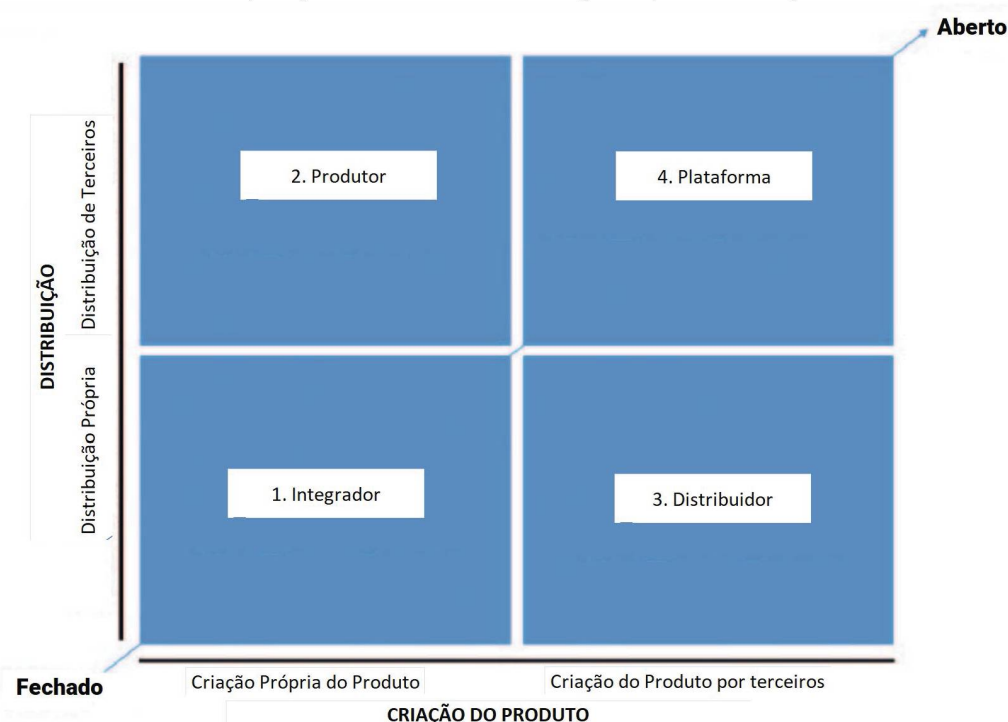 Aberto
2. Produtor
4. Plataforma
DISTRIBUIÇÃO
Distribuição de Terceiros
Distribuição Própria
1. Integrador
3. Distribuidor
Fechado
Criação Própria do Produto
Criação do Produto por terceiros
CRIAÇÃO DO PRODUTO